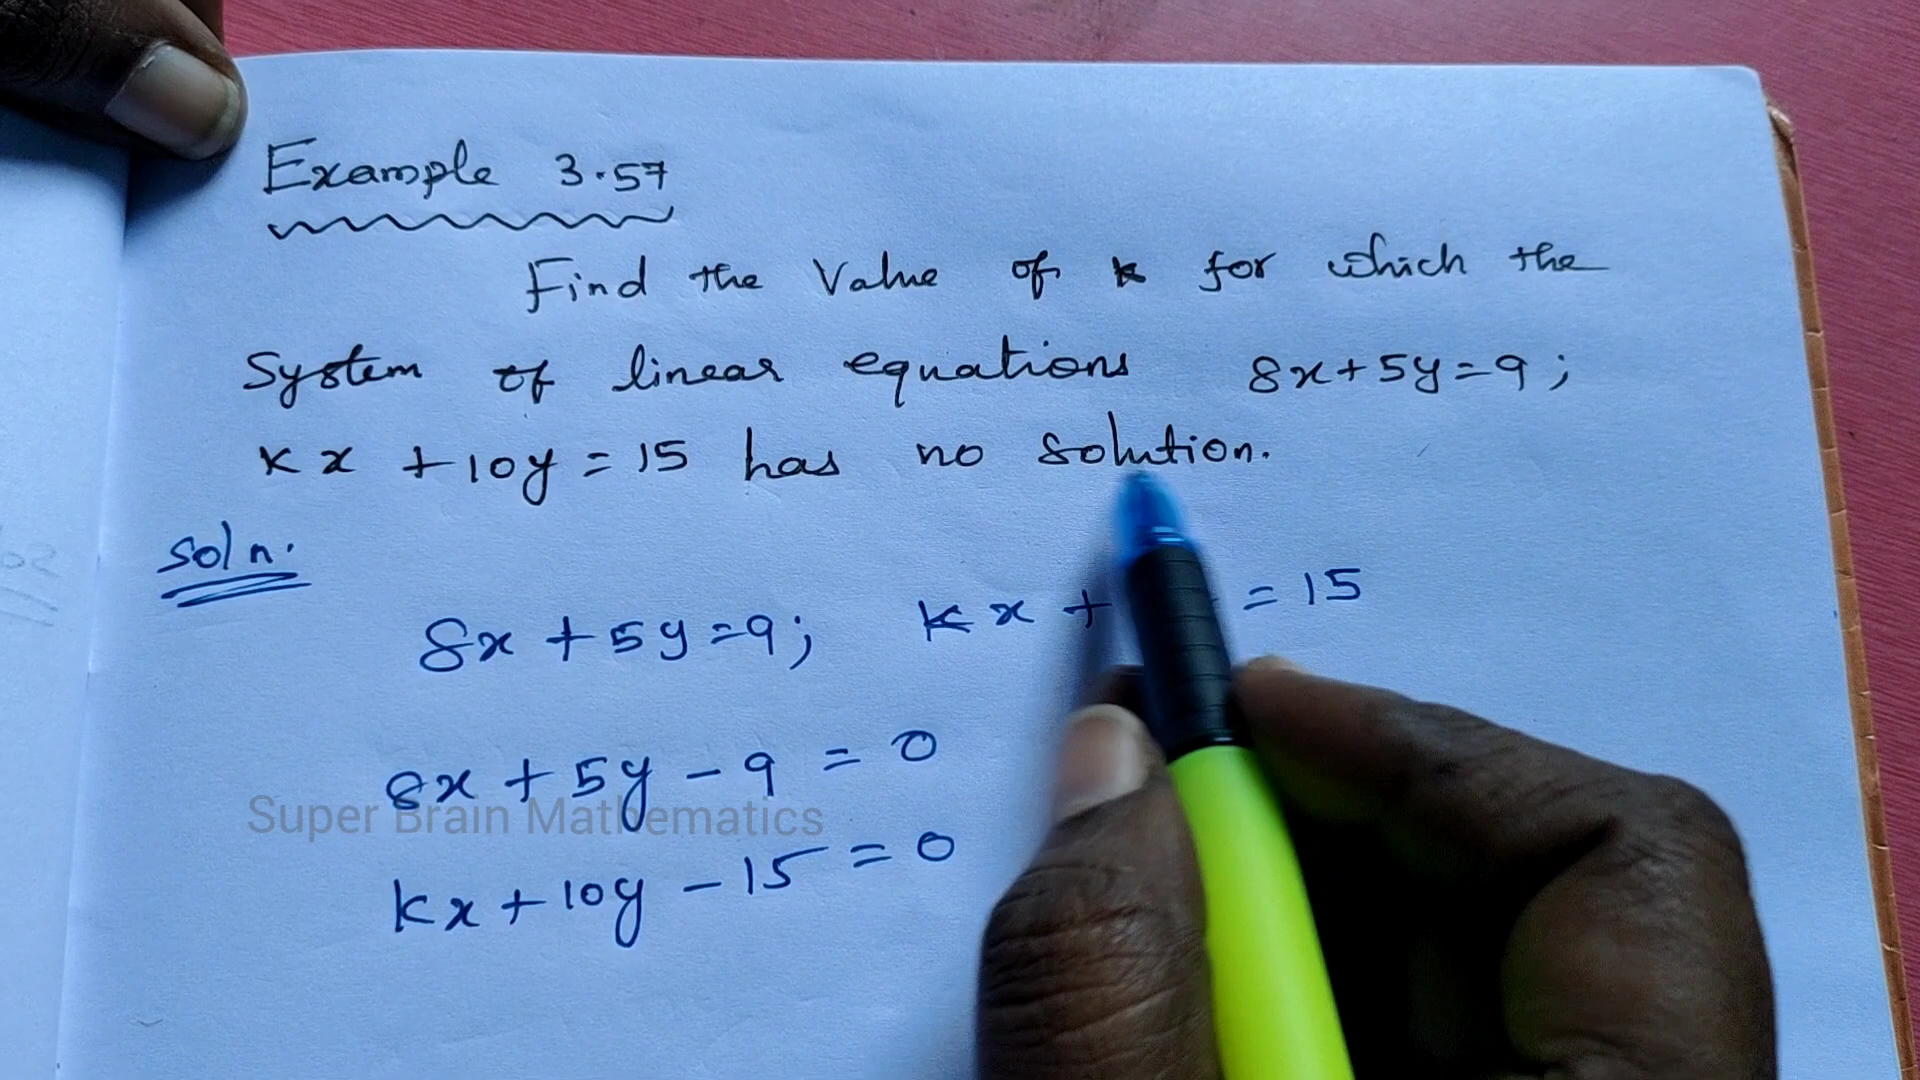 Example 3.57
Find the Value of k for which the
System of linear equations 8x+5y=9;
kx +10y=15 has no solution.
Soln.
8x+5y=9; kx+ =15
8x+5y-9=0
Super Brain Mathematics
kx+10y-15=0